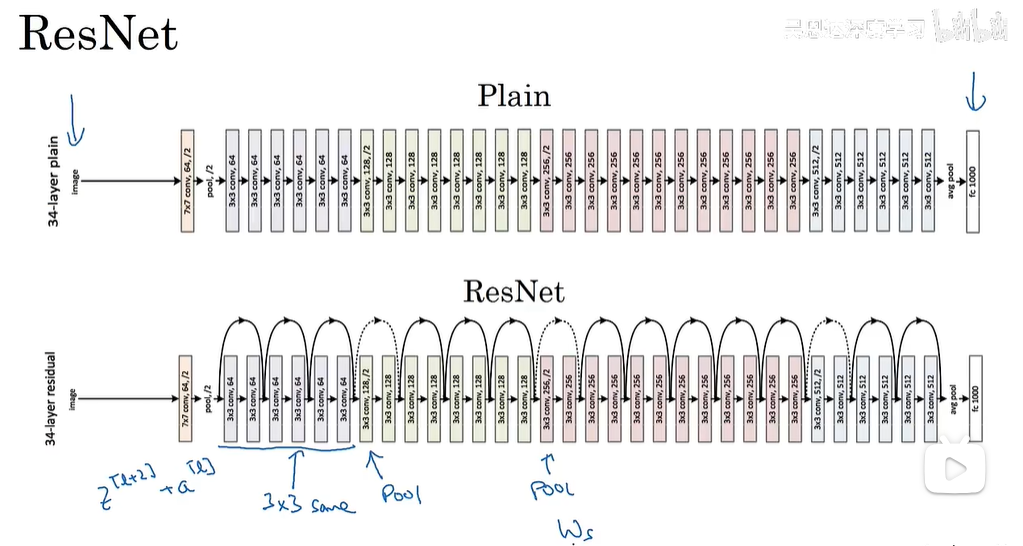 ResNet
bilibili
Plain
34-layer plain
image
7x7 conv, 64, /2
pool, /2
3x3 conv, 64
3x3 conv, 64
3x3 conv, 64
3x3 conv, 64
3x3 conv, 64
3x3 conv, 64
3x3 conv, 128, /2
3x3 conv, 128
3x3 conv, 128
3x3 conv, 128
3x3 conv, 128
3x3 conv, 128
3x3 conv, 128
3x3 conv, 128
3x3 conv, 256, /2
3x3 conv, 256
3x3 conv, 256
3x3 conv, 256
3x3 conv, 256
3x3 conv, 256
3x3 conv, 256
3x3 conv, 256
3x3 conv, 256
3x3 conv, 256
3x3 conv, 256
3x3 conv, 256
3x3 conv, 512, /2
3x3 conv, 512
3x3 conv, 512
3x3 conv, 512
3x3 conv, 512
3x3 conv, 512
avg pool
fc 1000
ResNet
34-layer residual
image
7x7 conv, 64, /2
pool, /2
3x3 conv, 64
3x3 conv, 64
3x3 conv, 64
3x3 conv, 64
3x3 conv, 64
3x3 conv, 64
3x3 conv, 128, /2
3x3 conv, 128
3x3 conv, 128
3x3 conv, 128
3x3 conv, 128
3x3 conv, 128
3x3 conv, 128
3x3 conv, 128
3x3 conv, 256, /2
3x3 conv, 256
3x3 conv, 256
3x3 conv, 256
3x3 conv, 256
3x3 conv, 256
3x3 conv, 256
3x3 conv, 256
3x3 conv, 256
3x3 conv, 256
3x3 conv, 256
3x3 conv, 256
3x3 conv, 512, /2
3x3 conv, 512
3x3 conv, 512
3x3 conv, 512
3x3 conv, 512
3x3 conv, 512
avg pool
fc 1000
z[l+2] + a[l]
3x3 same
Pool
Pool
Ws